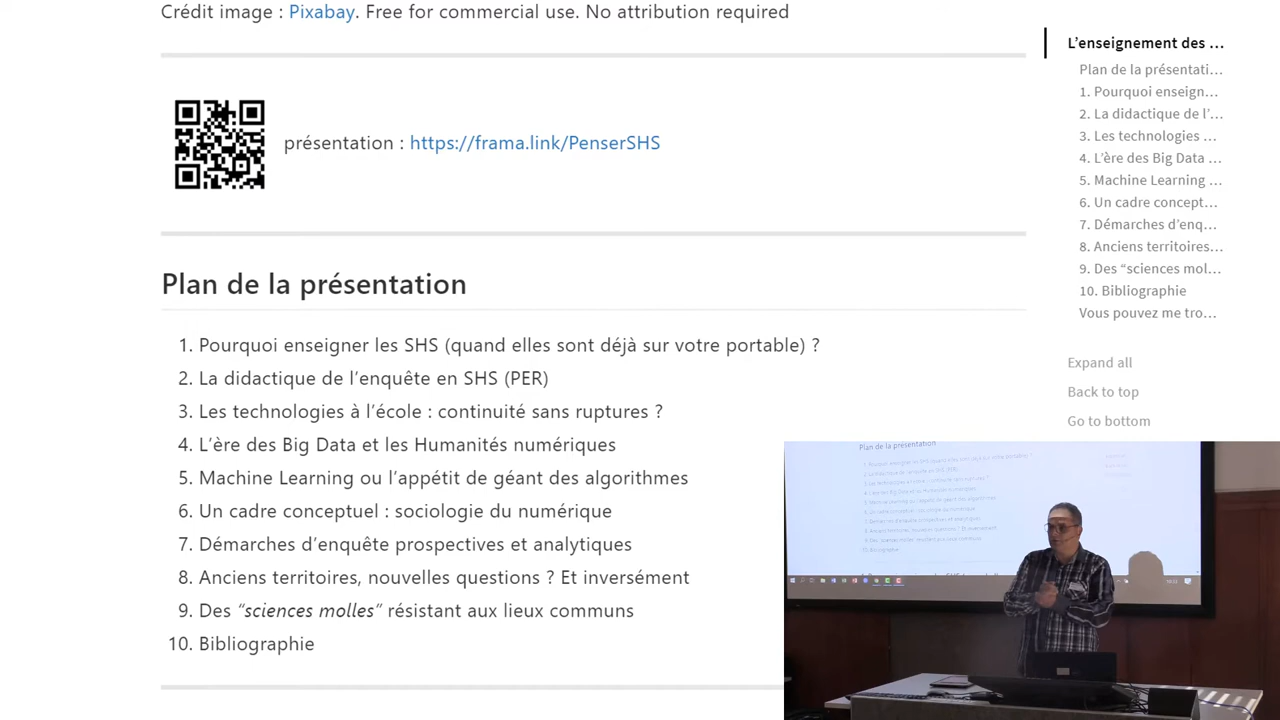 Crédit image : Pixabay. Free for commercial use. No attribution required
présentation : https://frama.link/PenserSHS
Plan de la présentation
1. Pourquoi enseigner les SHS (quand elles sont déjà sur votre portable) ?
2. La didactique de l’enquête en SHS (PER)
3. Les technologies à l’école : continuité sans ruptures ?
4. L’ère des Big Data et les Humanités numériques
5. Machine Learning ou l’appétit de géant des algorithmes
6. Un cadre conceptuel : sociologie du numérique
7. Démarches d’enquête prospectives et analytiques
8. Anciens territoires, nouvelles questions ? Et inversément
9. Des “sciences molles” résistant aux lieux communs
10. Bibliographie
L’enseignement des ...
Plan de la présentati...
1. Pourquoi enseign...
2. La didactique de l’...
3. Les technologies ...
4. L’ère des Big Data ...
5. Machine Learning ...
6. Un cadre concept...
7. Démarches d’enq...
8. Anciens territoires...
9. Des “sciences mol...
10. Bibliographie
Vous pouvez me tro...
Expand all
Back to top
Go to bottom
Plan de la présentation